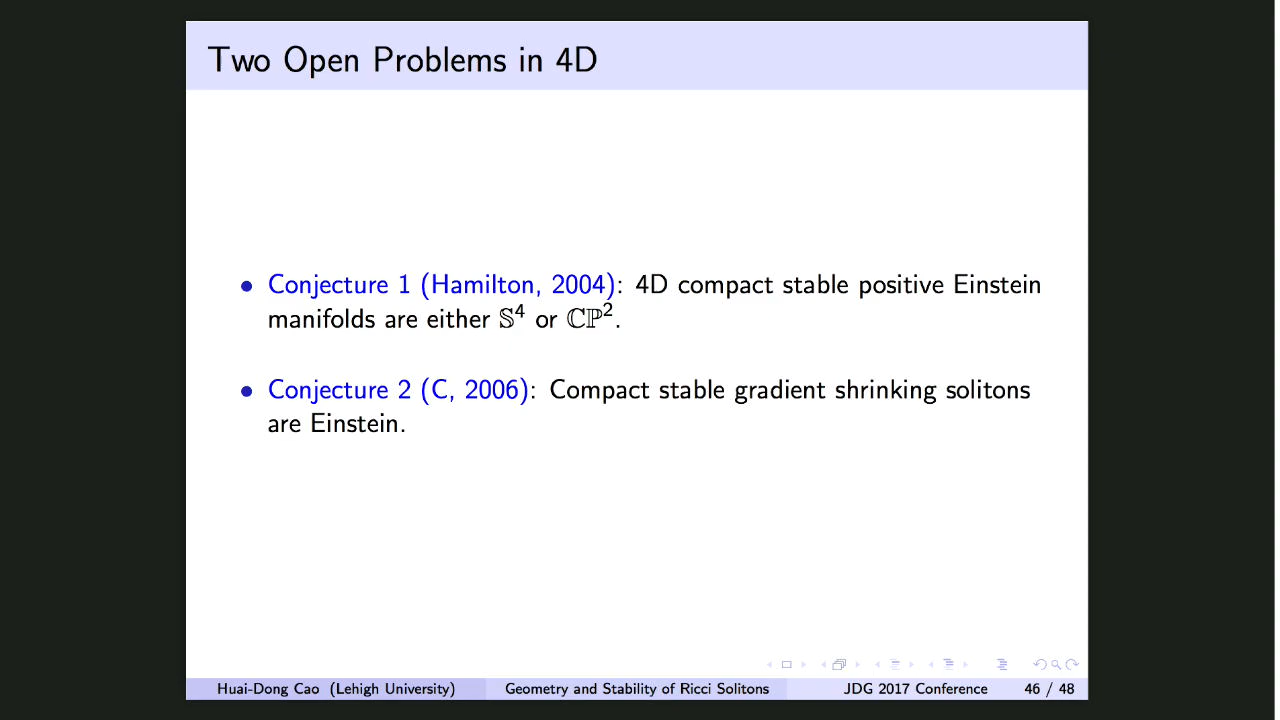 Two Open Problems in 4D
• Conjecture 1 (Hamilton, 2004): 4D compact stable positive Einstein
manifolds are either 𝕊⁴ or ℂℙ².
• Conjecture 2 (C, 2006): Compact stable gradient shrinking solitons
are Einstein.
Huai-Dong Cao (Lehigh University) Geometry and Stability of Ricci Solitons JDG 2017 Conference 46 / 48